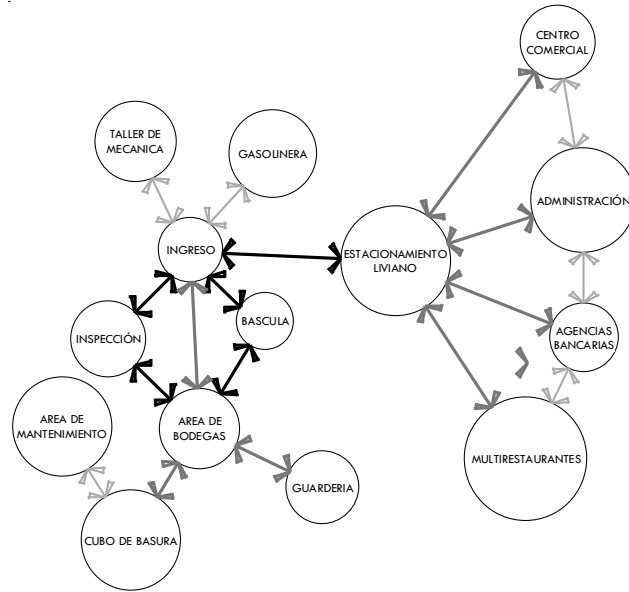 CENTRO
COMERCIAL
TALLER DE
MECANICA
GASOLINERA
ADMINISTRACIÓN
INGRESO
ESTACIONAMIENTO
LIVIANO
BASCULA
INSPECCIÓN
AGENCIAS
BANCARIAS
AREA DE
MANTENIMIENTO
AREA DE
BODEGAS
MULTIRESTAURANTES
GUARDERIA
CUBO DE BASURA